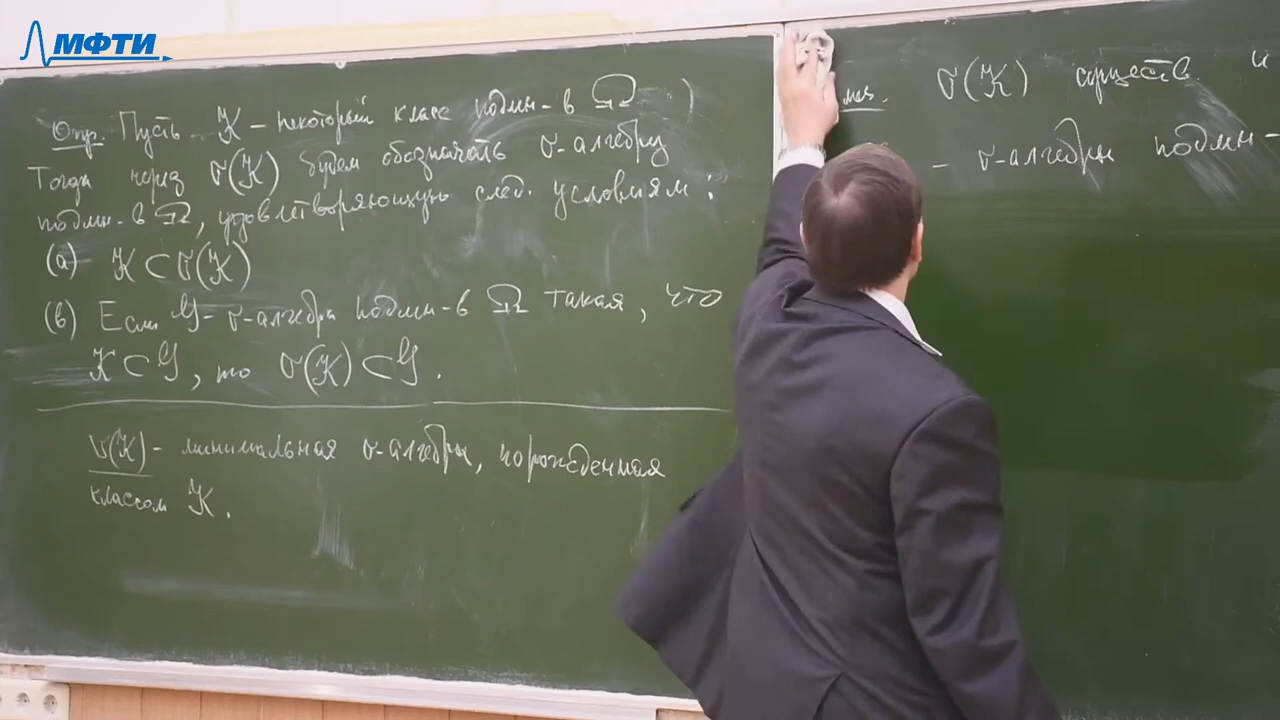 МФТИ
Опр. Пусть K – некоторый класс подмн-в Ω
Тогда через σ(K) будем обозначать σ-алгебру
подмн-в Ω, удовлетворяющую след. условиям:
(a) K ⊂ σ(K)
(в) Если G – σ-алгебра подмн-в Ω такая, что
K ⊂ G, то σ(K) ⊂ G.
σ(K) – минимальная σ-алгебра, порожденная
классом K.
σ(K) существ. и
– σ-алгебры подмн-